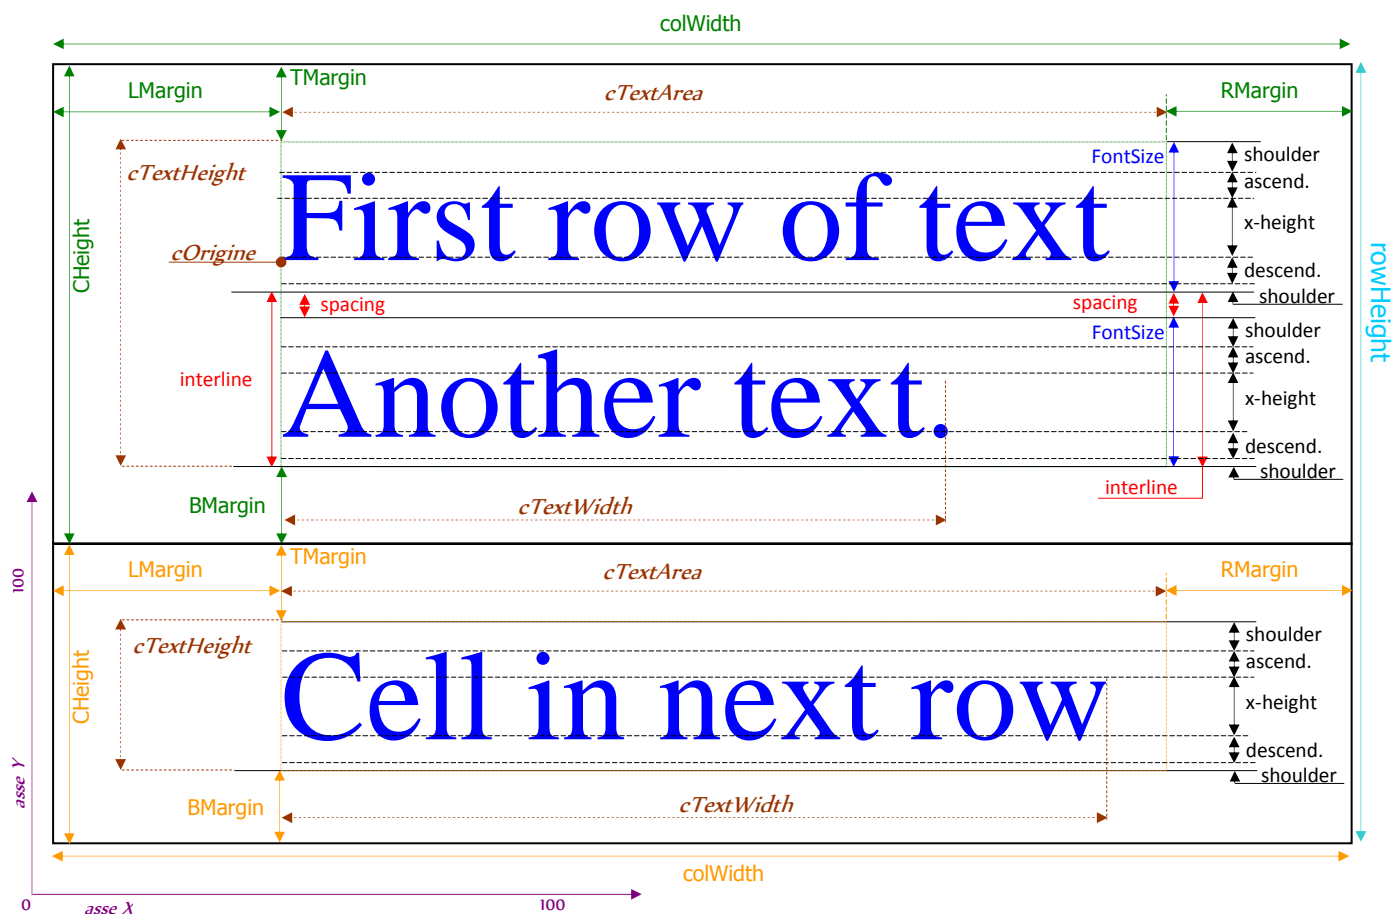 colWidth
TMargin
LMargin
cTextArea
RMargin
FontSize
shoulder
cTextHeight
ascend.
First row of text
x-height
CHeight
cOrigine
descend.
rowHeight
shoulder
spacing
spacing
FontSize
shoulder
ascend.
interline
Another text.
x-height
descend.
shoulder
interline
BMargin
cTextWidth
TMargin
LMargin
cTextArea
RMargin
100
shoulder
cTextHeight
ascend.
CHeight
Cell in next row
x-height
descend.
shoulder
asse Y
BMargin
cTextWidth
colWidth
0
asse X
100